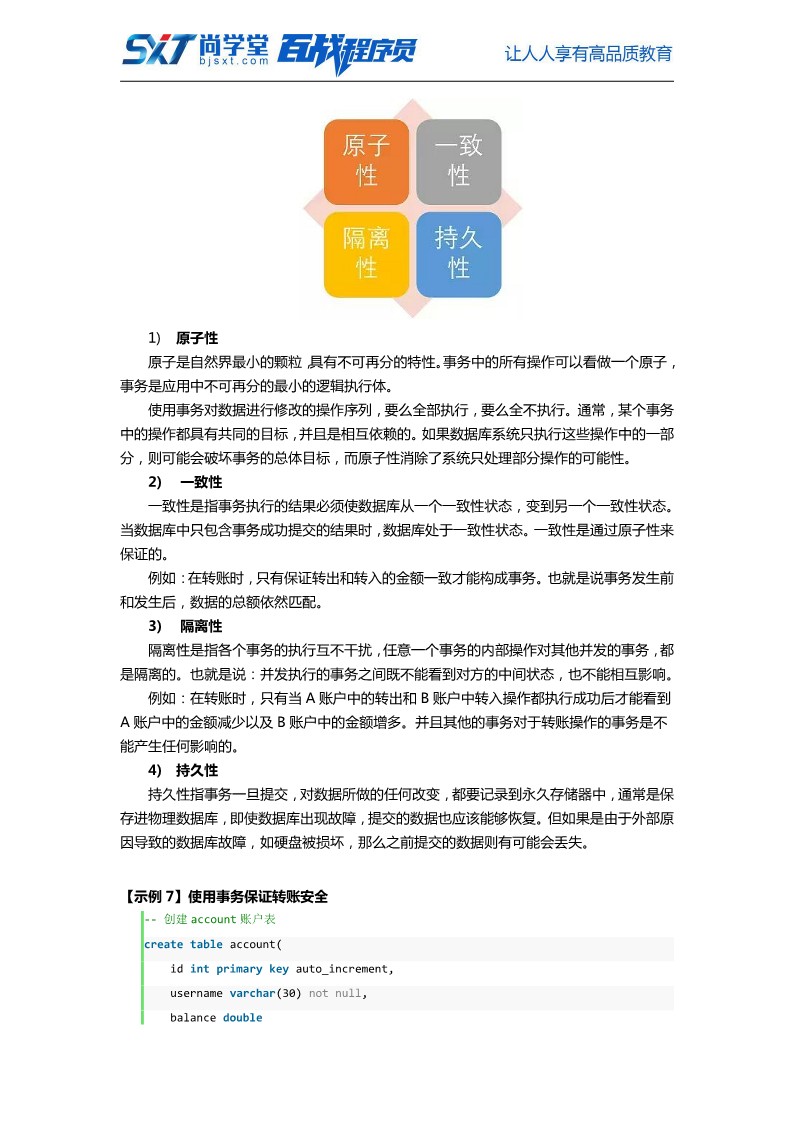 SXT 尚学堂 百战程序员 让人人享有高品质教育
bjsxt.com
原子
性
一致
性
隔离
性
持久
性
1) 原子性
原子是自然界最小的颗粒，具有不可再分的特性。事务中的所有操作可以看做一个原子，
事务是应用中不可再分的最小的逻辑执行体。
使用事务对数据进行修改的操作序列，要么全部执行，要么全不执行。通常，某个事务
中的操作都具有共同的目标，并且是相互依赖的。如果数据库系统只执行这些操作中的一部
分，则可能会破坏事务的总体目标，而原子性消除了系统只处理部分操作的可能性。
2) 一致性
一致性是指事务执行的结果必须使数据库从一个一致性状态，变到另一个一致性状态。
当数据库中只包含事务成功提交的结果时，数据库处于一致性状态。一致性是通过原子性来
保证的。
例如：在转账时，只有保证转出和转入的金额一致才能构成事务。也就是说事务发生前
和发生后，数据的总额依然匹配。
3) 隔离性
隔离性是指各个事务的执行互不干扰，任意一个事务的内部操作对其他并发的事务，都
是隔离的。也就是说：并发执行的事务之间既不能看到对方的中间状态，也不能相互影响。
例如：在转账时，只有当 A 账户中的转出和 B 账户中转入操作都执行成功后才能看到
A 账户中的金额减少以及 B 账户中的金额增多。并且其他的事务对于转账操作的事务是不
能产生任何影响的。
4) 持久性
持久性指事务一旦提交，对数据所做的任何改变，都要记录到永久存储器中，通常是保
存进物理数据库，即使数据库出现故障，提交的数据也应该能够恢复。但如果是由于外部原
因导致的数据库故障，如硬盘被损坏，那么之前提交的数据则有可能会丢失。
【示例 7】使用事务保证转账安全
-- 创建 account 账户表
create table account(
id int primary key auto_increment,
username varchar(30) not null,
balance double